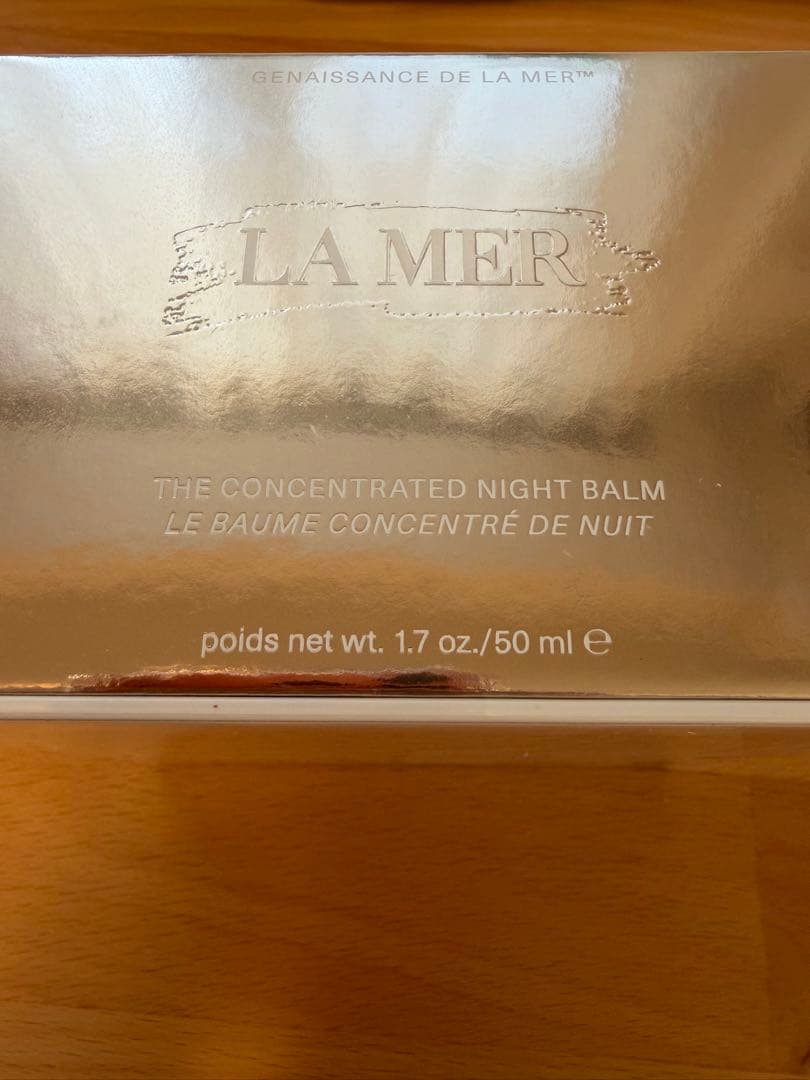 GENAISSANCE DE LA MER™
LA MER
THE CONCENTRATED NIGHT BALM
LE BAUME CONCENTRÉ DE NUIT
poids net wt. 1.7 oz./50 ml ℮